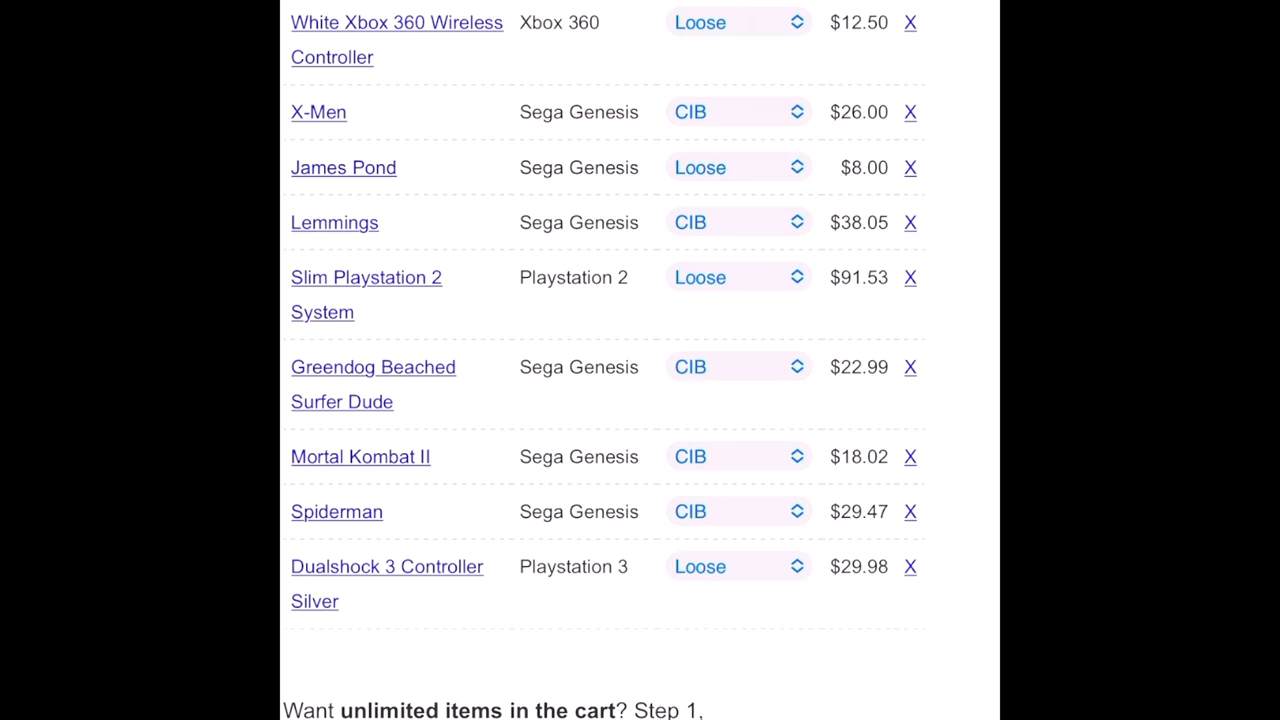 White Xbox 360 Wireless Xbox 360 Loose $12.50 X
Controller
X-Men Sega Genesis CIB $26.00 X
James Pond Sega Genesis Loose $8.00 X
Lemmings Sega Genesis CIB $38.05 X
Slim Playstation 2 Playstation 2 Loose $91.53 X
System
Greendog Beached Sega Genesis CIB $22.99 X
Surfer Dude
Mortal Kombat II Sega Genesis CIB $18.02 X
Spiderman Sega Genesis CIB $29.47 X
Dualshock 3 Controller Playstation 3 Loose $29.98 X
Silver
Want unlimited items in the cart? Step 1,